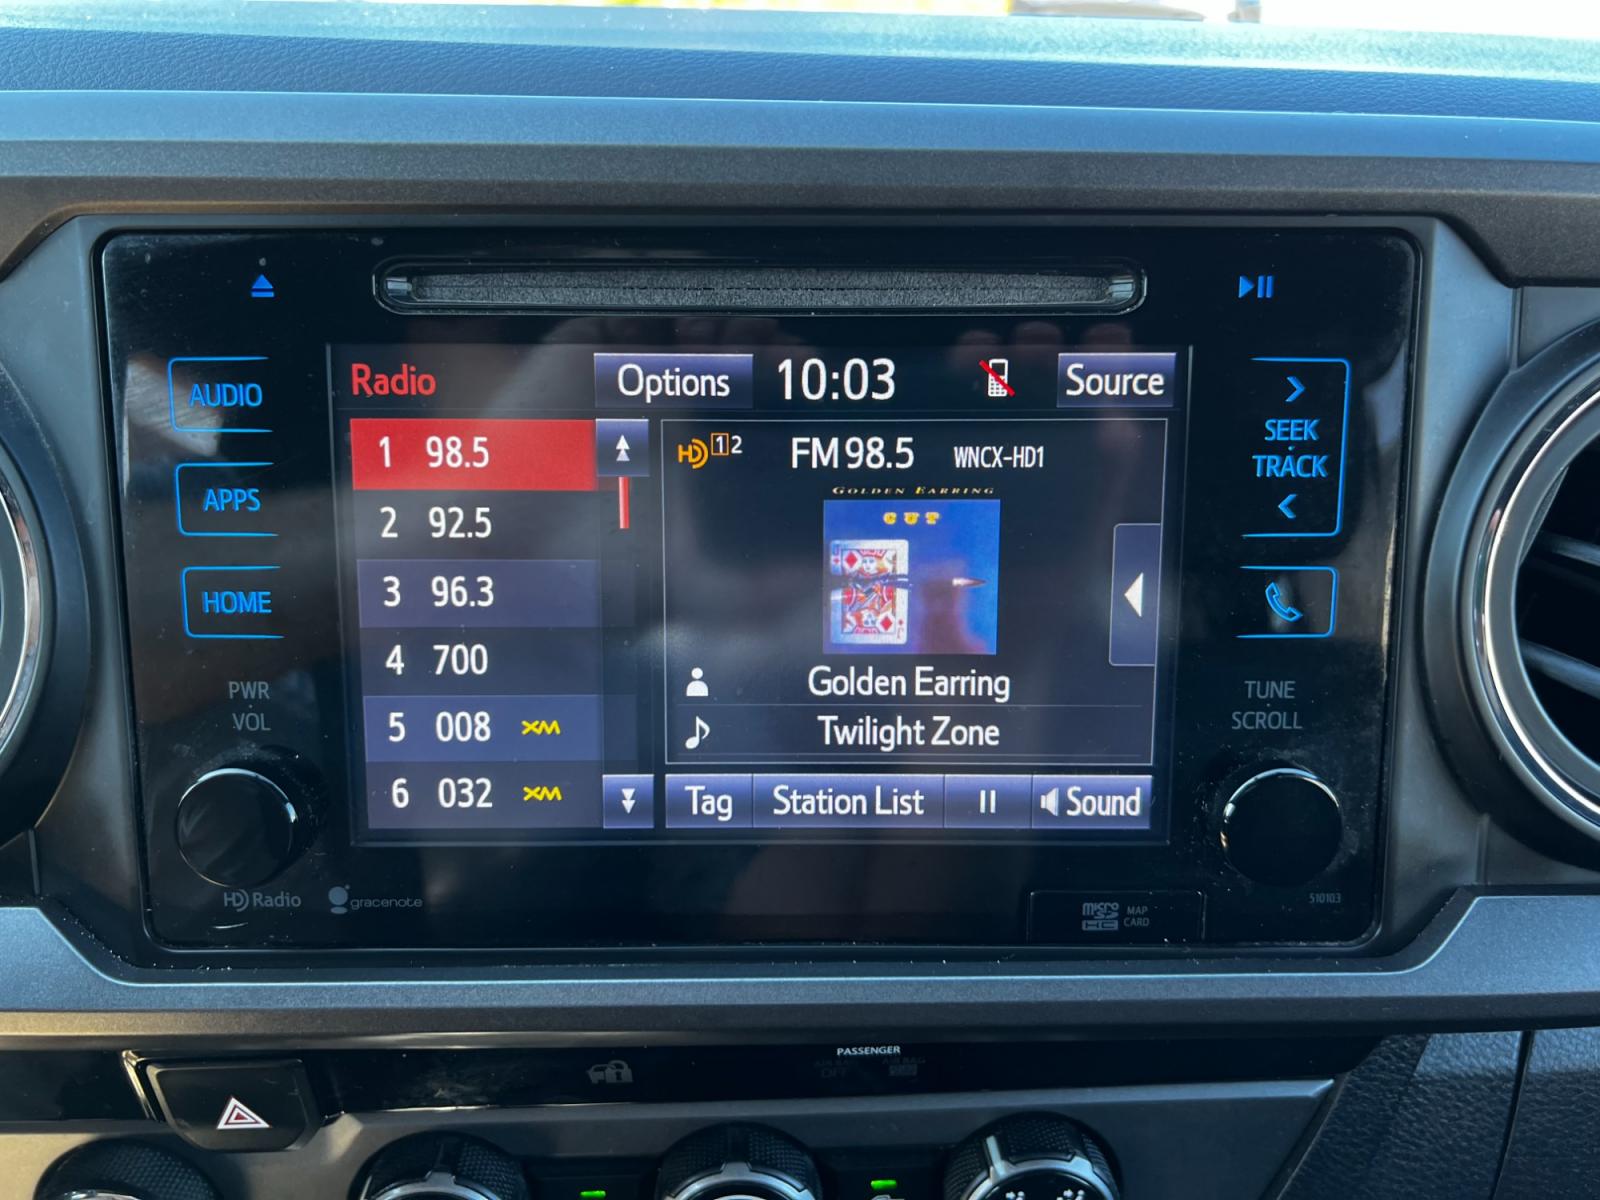 AUDIO
APPS
HOME
PWR
VOL
Radio
Options
10:03
Source
1 98.5
2 92.5
3 96.3
4 700
5 008 XM
6 032 XM
HD 1 2
FM 98.5
WNCX-HD1
GOLDEN EARRING
CUT
Golden Earring
Twilight Zone
Tag
Station List
Sound
SEEK
TRACK
TUNE
SCROLL
HD Radio
gracenote
micro
SD
HC
MAP
CARD
510103
PASSENGER
AIR BAG
OFF